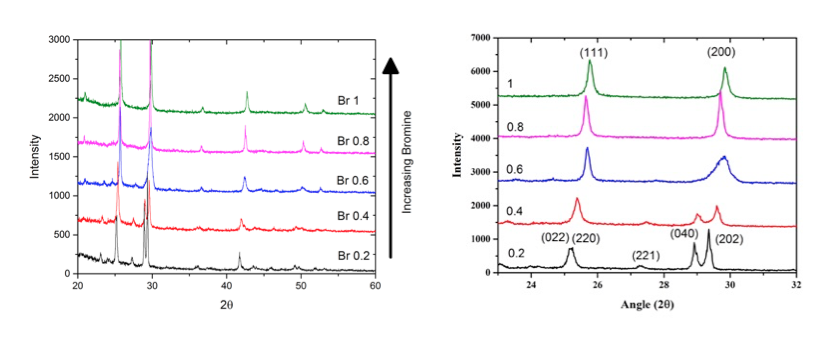 3000
2500
2000
1500
1000
500
0
Intensity
Br 1
Br 0.8
Br 0.6
Br 0.4
Br 0.2
20 30 40 50 60
2θ
Increasing Bromine
7000
6000
5000
4000
3000
2000
1000
0
Intensity
(111) (200)
1
0.8
0.6
0.4
0.2
(022) (220) (221) (040) (202)
24 26 28 30 32
Angle (2θ)